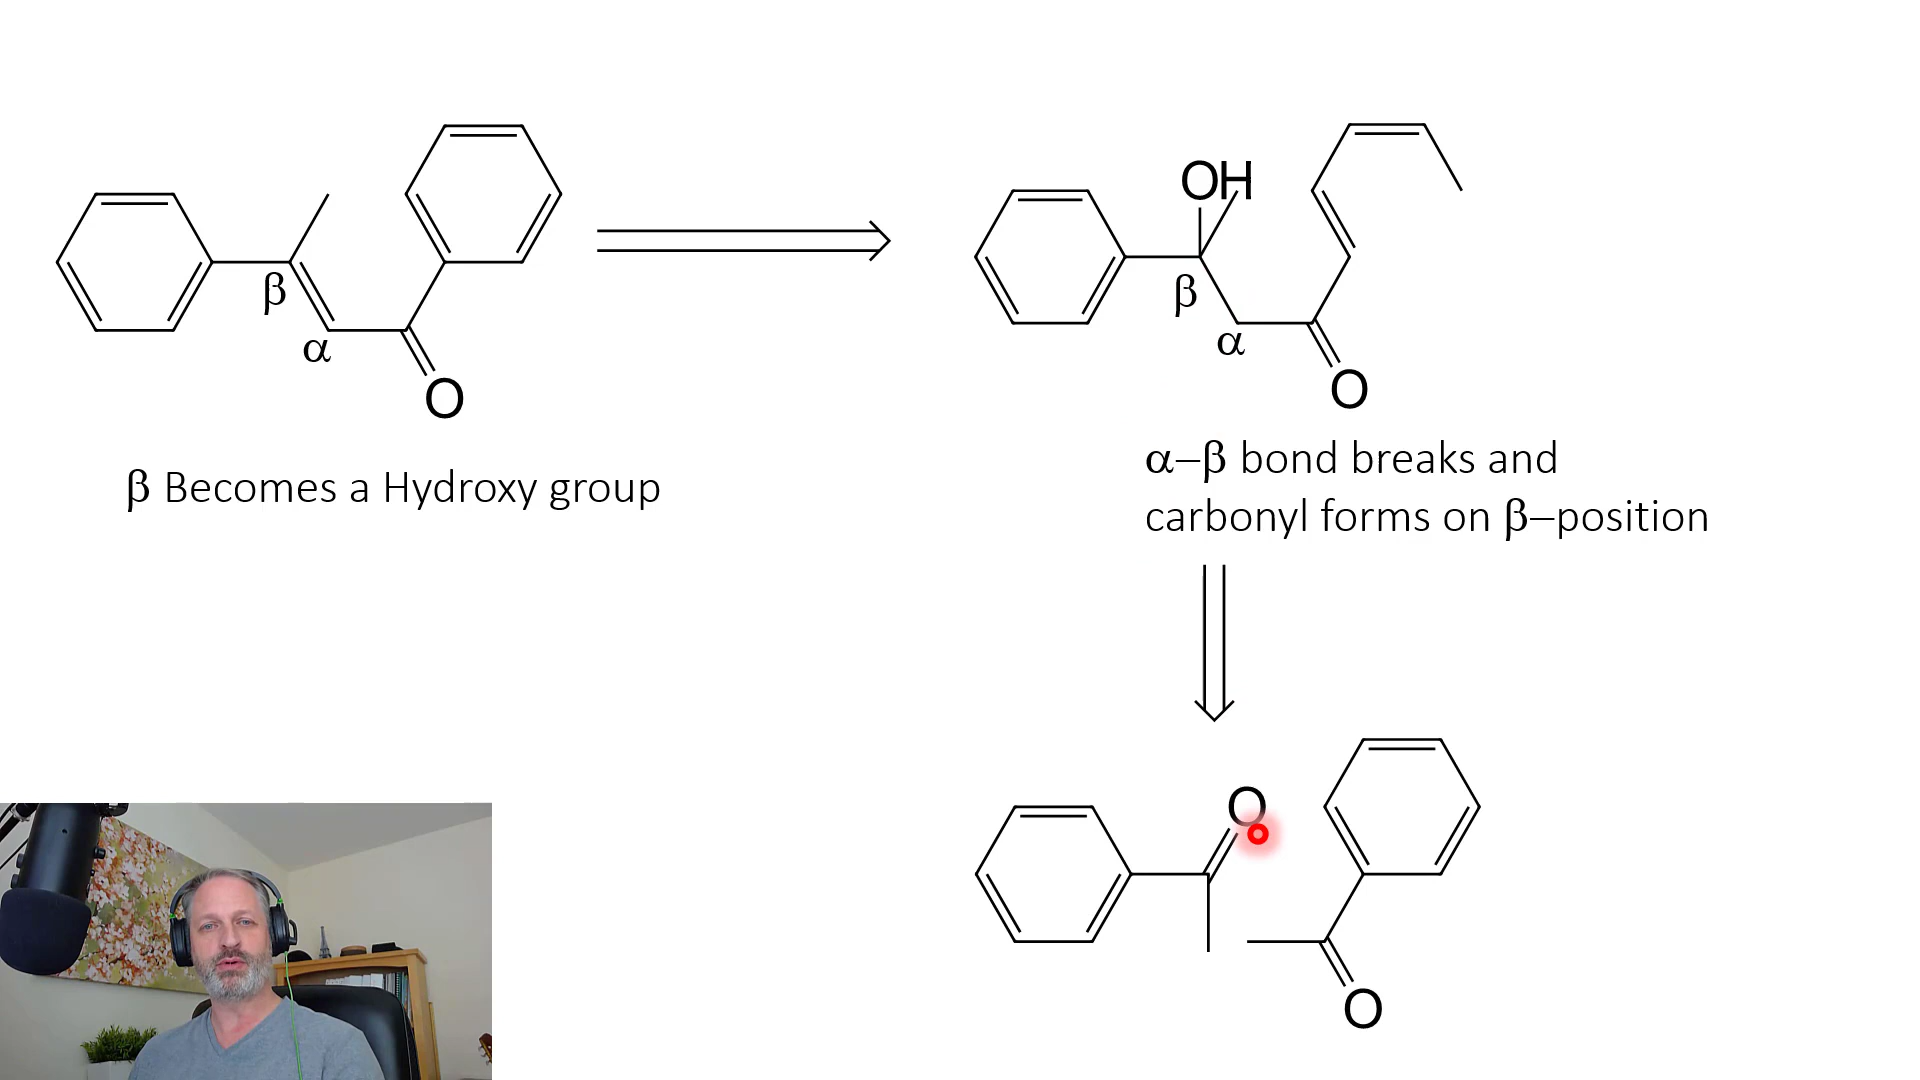 OH
β
α
O
β
α
O
β Becomes a Hydroxy group
α–β bond breaks and
carbonyl forms on β–position
O
O